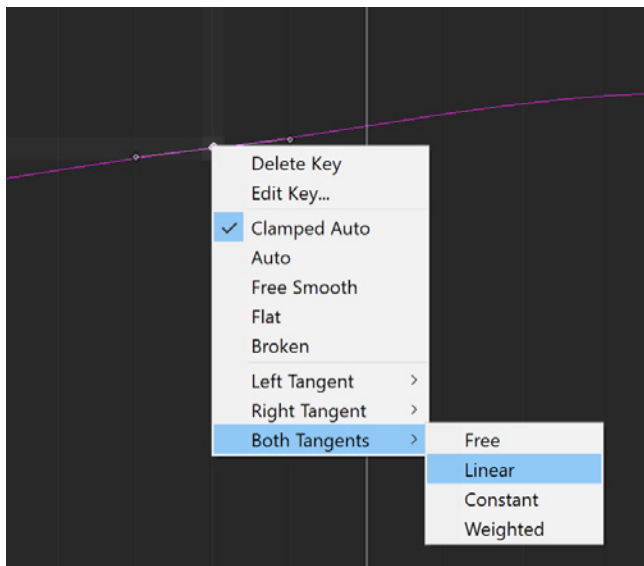 Delete Key
Edit Key...
Clamped Auto
Auto
Free Smooth
Flat
Broken
Left Tangent
Right Tangent
Both Tangents
Free
Linear
Constant
Weighted